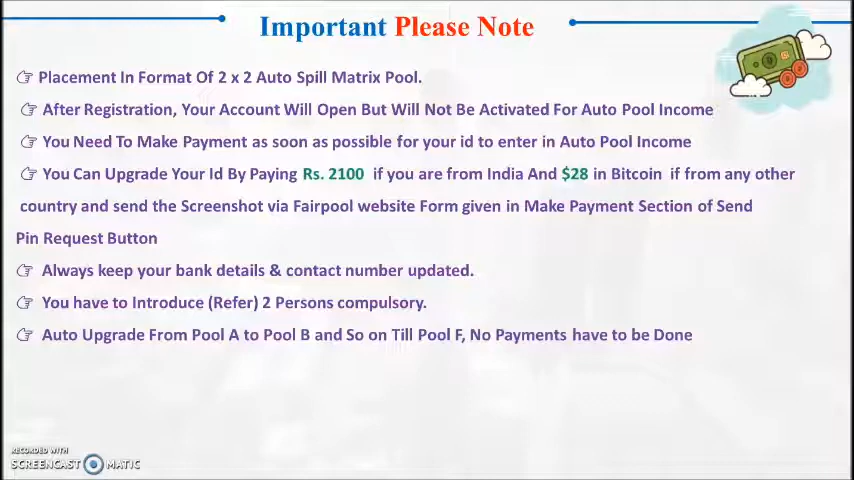 Important Please Note
☞ Placement In Format Of 2 x 2 Auto Spill Matrix Pool.
☞ After Registration, Your Account Will Open But Will Not Be Activated For Auto Pool Income
☞ You Need To Make Payment as soon as possible for your id to enter in Auto Pool Income
☞ You Can Upgrade Your Id By Paying Rs. 2100 if you are from India And $28 in Bitcoin if from any other
country and send the Screenshot via Fairpool website Form given in Make Payment Section of Send
Pin Request Button
☞ Always keep your bank details & contact number updated.
☞ You have to Introduce (Refer) 2 Persons compulsory.
☞ Auto Upgrade From Pool A to Pool B and So on Till Pool F, No Payments have to be Done
RECORDED WITH
SCREENCAST MATIC